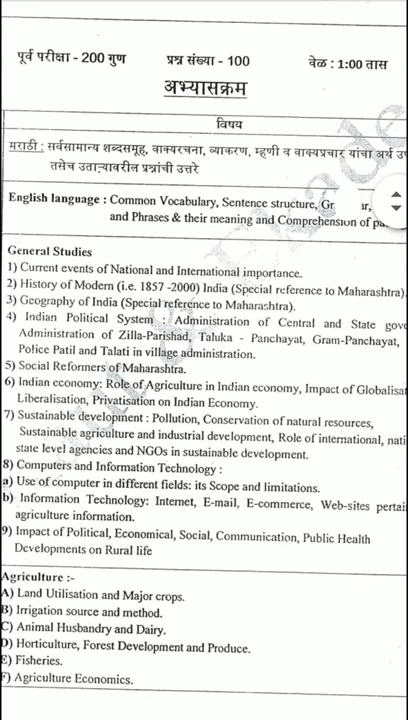 पूर्व परीक्षा - 200 गुण प्रश्न संख्या - 100 वेळ : 1:00 तास
अभ्यासक्रम
विषय
मराठी : सर्वसामान्य शब्दसमूह, वाक्यरचना, व्याकरण, म्हणी व वाक्यप्रचार यांचा अर्थ
तसेच उताऱ्यावरील प्रश्नांची उत्तरे
English language : Common Vocabulary, Sentence structure,
and Phrases & their meaning and Comprehension of
General Studies
1) Current events of National and International importance.
2) History of Modern (i.e. 1857 -2000) India (Special reference to Maharashtra)
3) Geography of India (Special reference to Maharashtra).
4) Indian Political System : Administration of Central and State
Administration of Zilla-Parishad, Taluka - Panchayat, Gram-Panchayat,
Police Patil and Talati in village administration.
5) Social Reformers of Maharashtra.
6) Indian economy: Role of Agriculture in Indian economy, Impact of
Liberalisation, Privatisation on Indian Economy.
7) Sustainable development : Pollution, Conservation of natural resources,
Sustainable agriculture and industrial development, Role of international,
state level agencies and NGOs in sustainable development.
8) Computers and Information Technology :
a) Use of computer in different fields: its Scope and limitations.
b) Information Technology: Internet, E-mail, E-commerce, Web-sites
agriculture information.
9) Impact of Political, Economical, Social, Communication, Public Health
Developments on Rural life
Agriculture :-
A) Land Utilisation and Major crops.
B) Irrigation source and method.
C) Animal Husbandry and Dairy.
D) Horticulture, Forest Development and Produce.
E) Fisheries.
F) Agriculture Economics.